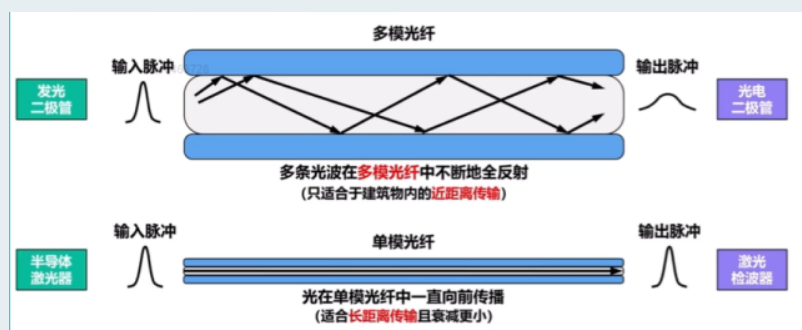 多模光纤
输入脉冲
输出脉冲
发光
二极管
光电
二极管
多条光波在多模光纤中不断地全反射
(只适合于建筑物内的近距离传输)
输入脉冲
单模光纤
输出脉冲
半导体
激光器
激光
检波器
光在单模光纤中一直向前传播
(适合长距离传输且衰减更小)